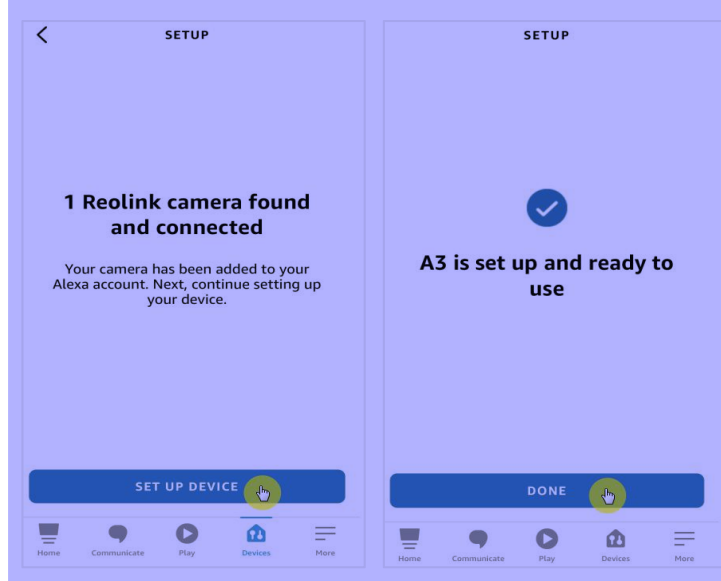 SETUP
1 Reolink camera found
and connected
Your camera has been added to your
Alexa account. Next, continue setting up
your device.
SET UP DEVICE
Home
Communicate
Play
Devices
More
SETUP
A3 is set up and ready to
use
DONE
Home
Communicate
Play
Devices
More